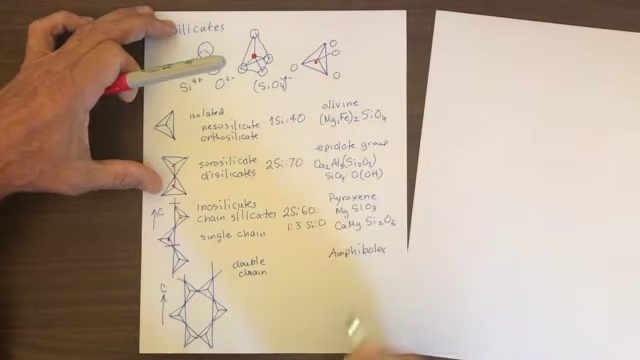 silicates
Si4+ O2- (SiO4)4-
O
O
O
O
isolated
nesosilicate 1Si:4O
orthosilicate
olivine
(Mg,Fe)2 SiO4
sorosilicate 2Si:7O
disilicates
epidote group
Ca2Al3(Si2O7)
SiO4 O(OH)
inosilicates
chain silicates 2Si6O
1:3 Si:O
single chain
↑C
Pyroxene
MgSiO3
CaMg Si2O6
double
chain
Amphiboles
C